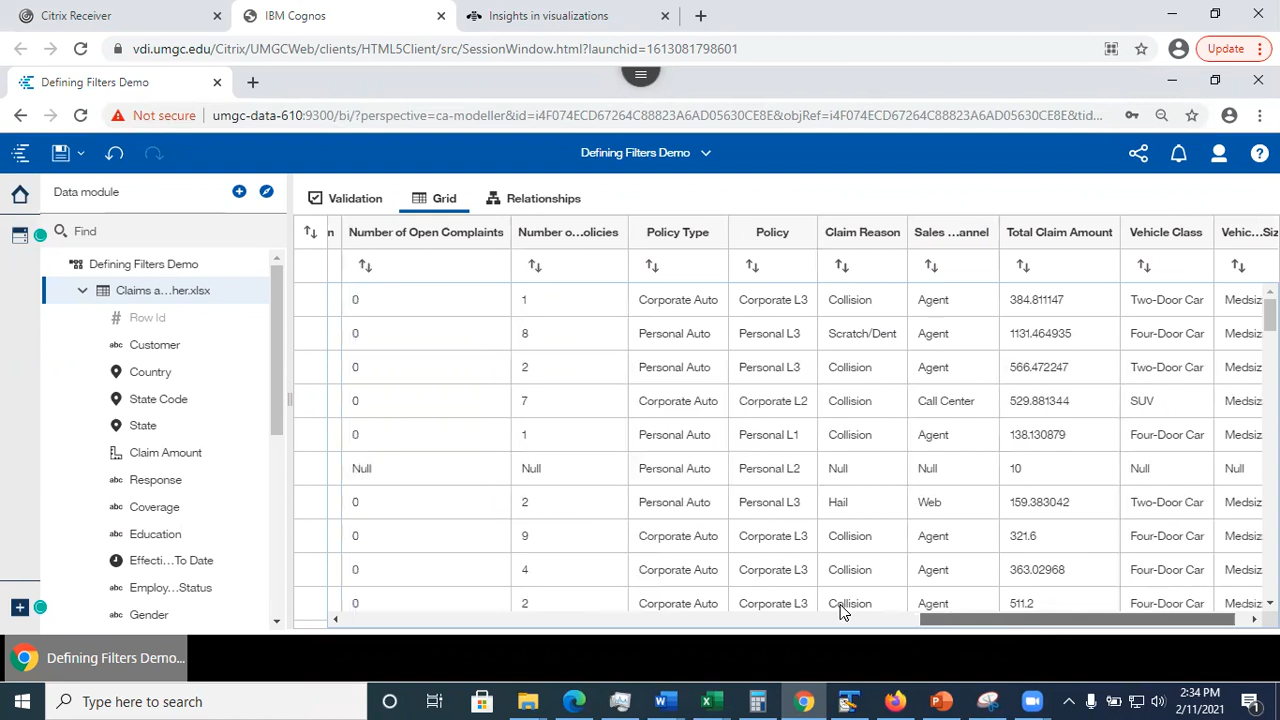 Citrix Receiver
IBM Cognos
Insights in visualizations
vdi.umgc.edu/Citrix/UMGCWeb/clients/HTML5Client/src/SessionWindow.html?launchid=1613081798601
Update
Defining Filters Demo
Not secure
umgc-data-610:9300/bi/?perspective=ca-modeller&id=i4F074ECD67264C88823A6AD05630CE8E&objRef=i4F074ECD67264C88823A6AD05630CE8E&tid...
Defining Filters Demo
Data module
Validation
Grid
Relationships
Find
Defining Filters Demo
Claims a...her.xlsx
Row Id
Customer
Country
State Code
State
Claim Amount
Response
Coverage
Education
Effecti...To Date
Employ...Status
Gender
n Number of Open Complaints Number o...olicies Policy Type Policy Claim Reason Sales ...annel Total Claim Amount Vehicle Class Vehic...Siz
0 1 Corporate Auto Corporate L3 Collision Agent 384.811147 Two-Door Car Medsiz
0 8 Personal Auto Personal L3 Scratch/Dent Agent 1131.464935 Four-Door Car Medsiz
0 2 Personal Auto Personal L3 Collision Agent 566.472247 Two-Door Car Medsiz
0 7 Corporate Auto Corporate L2 Collision Call Center 529.881344 SUV Medsiz
0 1 Personal Auto Personal L1 Collision Agent 138.130879 Four-Door Car Medsiz
Null Null Personal Auto Personal L2 Null Null 10 Null Null
0 2 Personal Auto Personal L3 Hail Web 159.383042 Two-Door Car Medsiz
0 9 Corporate Auto Corporate L3 Collision Agent 321.6 Four-Door Car Medsiz
0 4 Corporate Auto Corporate L3 Collision Agent 363.02968 Four-Door Car Medsiz
0 2 Corporate Auto Corporate L3 Collision Agent 511.2 Four-Door Car Medsiz
Defining Filters Demo...
Type here to search
2:34 PM
2/11/2021